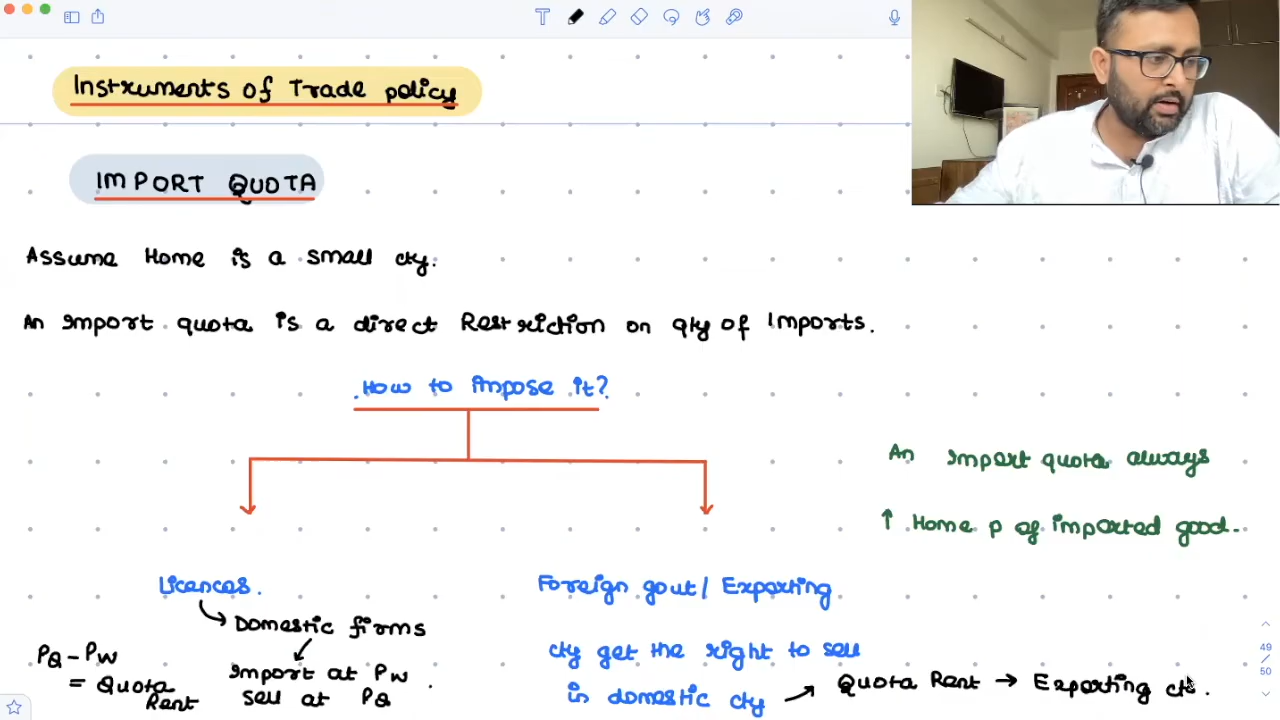 Instruments of Trade policy
IMPORT QUOTA
Assume Home is a small cty.
An import quota is a direct Restriction on qty of Imports.
How to impose it?
An import quota always
↑ Home p of imported good.
Licences.
Domestic firms
Import at PW
sell at PQ
PQ - PW
= Quota
Rent
Foreign govt / Exporting
cty get the right to sell
in domestic cty
Quota Rent → Exporting cty.
49
/
50